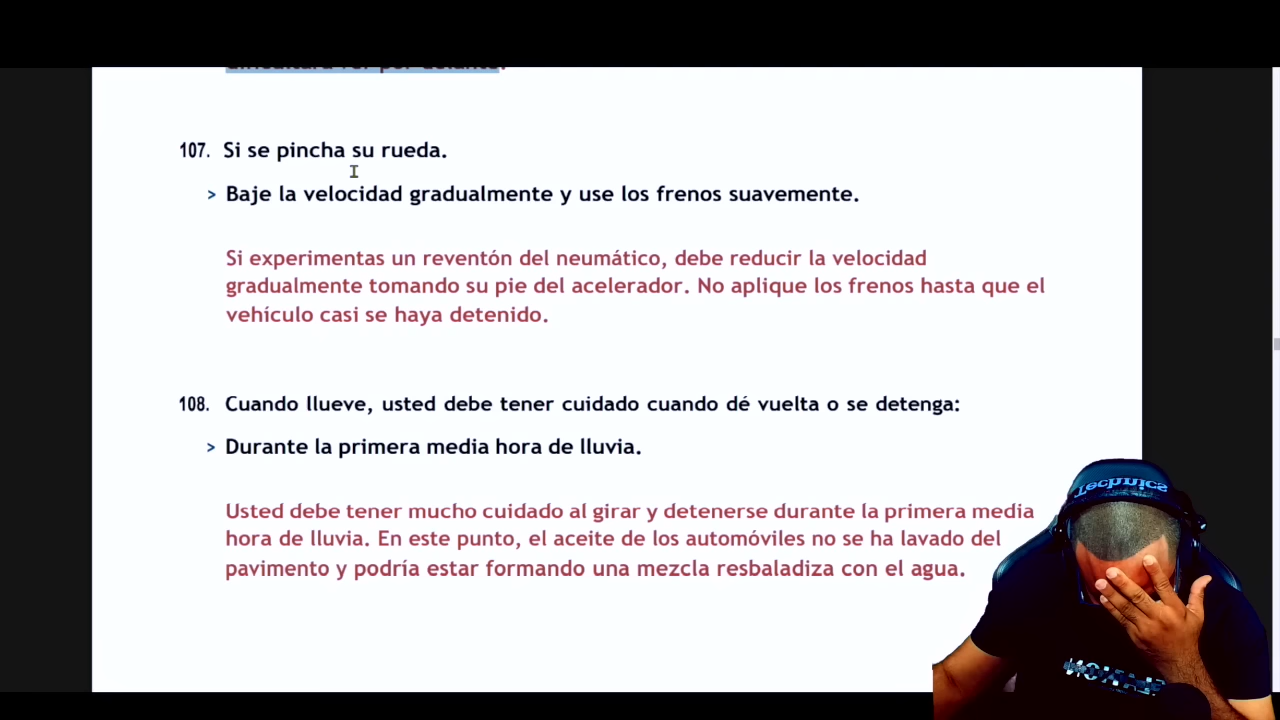 107. Si se pincha su rueda.
> Baje la velocidad gradualmente y use los frenos suavemente.
Si experimentas un reventón del neumático, debe reducir la velocidad
gradualmente tomando su pie del acelerador. No aplique los frenos hasta que el
vehículo casi se haya detenido.
108. Cuando llueve, usted debe tener cuidado cuando dé vuelta o se detenga:
> Durante la primera media hora de lluvia.
Usted debe tener mucho cuidado al girar y detenerse durante la primera media
hora de lluvia. En este punto, el aceite de los automóviles no se ha lavado del
pavimento y podría estar formando una mezcla resbaladiza con el agua.
Technics